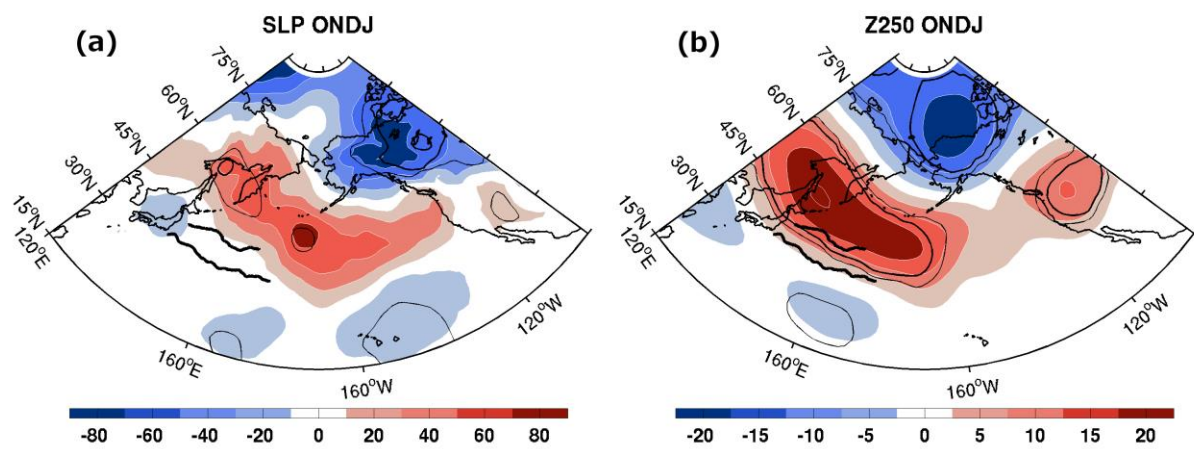 (a)
SLP ONDJ
75°N
60°N
45°N
30°N
15°N
120°E
160°E
160°W
120°W
-80 -60 -40 -20 0 20 40 60 80
(b)
Z250 ONDJ
75°N
60°N
45°N
30°N
15°N
120°E
160°E
160°W
120°W
-20 -15 -10 -5 0 5 10 15 20